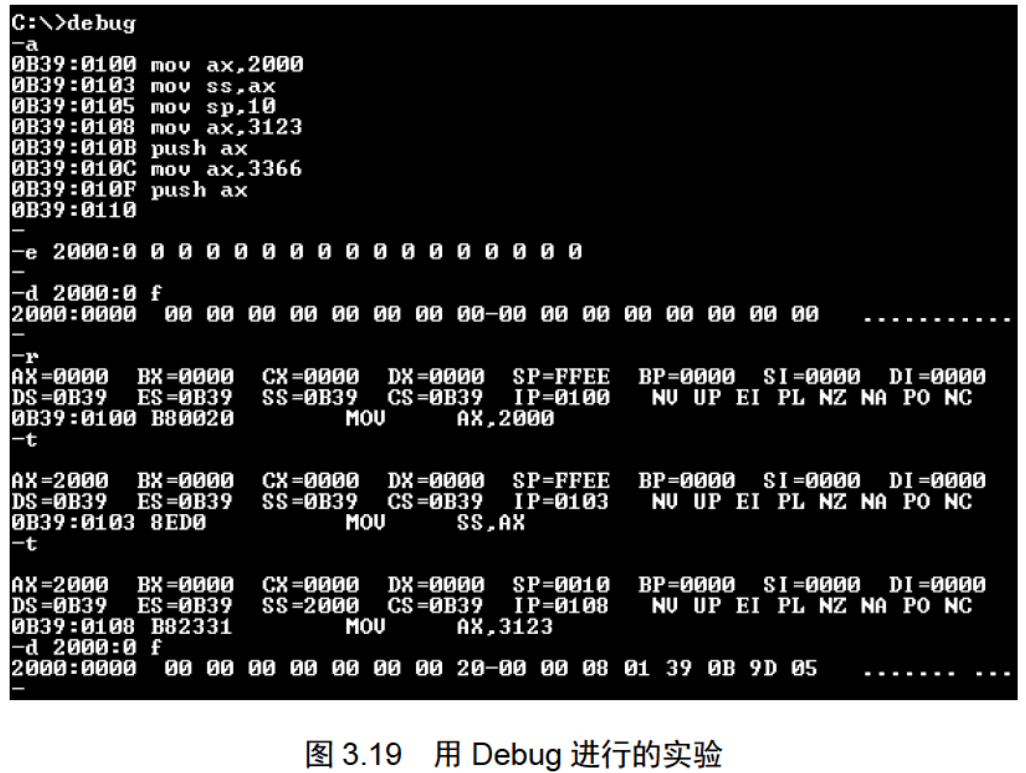 C:\>debug
-a
0B39:0100 mov ax,2000
0B39:0103 mov ss,ax
0B39:0105 mov sp,10
0B39:0108 mov ax,3123
0B39:010B push ax
0B39:010C mov ax,3366
0B39:010F push ax
0B39:0110
-
-e 2000:0 0 0 0 0 0 0 0 0 0 0 0 0 0 0 0 0
-
-d 2000:0 f
2000:0000  00 00 00 00 00 00 00 00-00 00 00 00 00 00 00 00   ...........
-
-r
AX=0000  BX=0000  CX=0000  DX=0000  SP=FFEE  BP=0000  SI=0000  DI=0000
DS=0B39  ES=0B39  SS=0B39  CS=0B39  IP=0100   NV UP EI PL NZ NA PO NC
0B39:0100 B80020        MOV     AX,2000
-t
AX=2000  BX=0000  CX=0000  DX=0000  SP=FFEE  BP=0000  SI=0000  DI=0000
DS=0B39  ES=0B39  SS=0B39  CS=0B39  IP=0103   NV UP EI PL NZ NA PO NC
0B39:0103 8ED0          MOV     SS,AX
-t
AX=2000  BX=0000  CX=0000  DX=0000  SP=0010  BP=0000  SI=0000  DI=0000
DS=0B39  ES=0B39  SS=2000  CS=0B39  IP=0108   NV UP EI PL NZ NA PO NC
0B39:0108 B82331        MOV     AX,3123
-d 2000:0 f
2000:0000  00 00 00 00 00 00 00 20-00 00 08 01 39 0B 9D 05   ....... ...
-
图 3.19 用 Debug 进行的实验